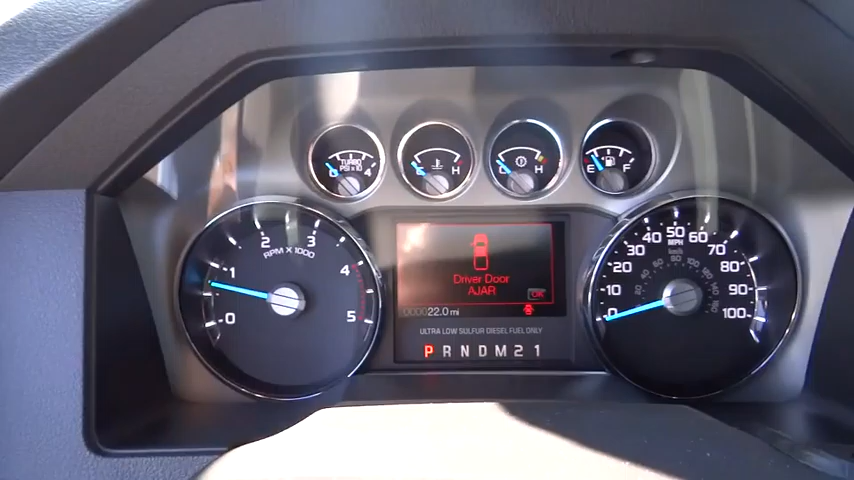 TURBO
PSI x 10
0 4
C H
C H
E F
RPM X 1000
0 1 2 3 4 5
Driver Door
AJAR
OK
000022.0 mi
ULTRA LOW SULFUR DIESEL FUEL ONLY
P R N D M 2 1
MPH
km/h
0 10 20 30 40 50 60 70 80 90 100